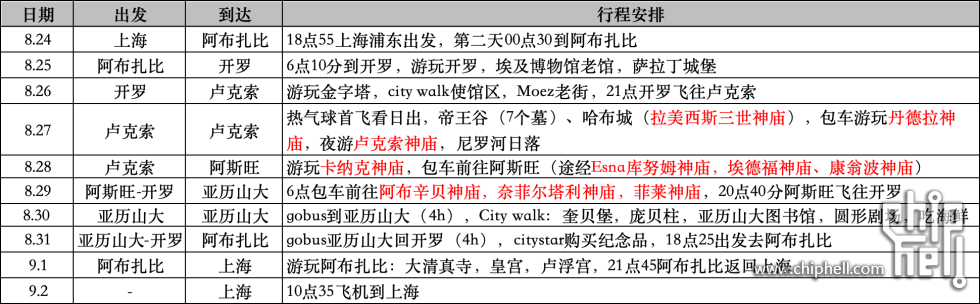 日期 出发 到达 行程安排
8.24 上海 阿布扎比 18点55上海浦东出发，第二天00点30到阿布扎比
8.25 阿布扎比 开罗 6点10分到开罗，游玩开罗，埃及博物馆老馆，萨拉丁城堡
8.26 开罗 卢克索 游玩金字塔，city walk使馆区，Moez老街，21点开罗飞往卢克索
8.27 卢克索 卢克索 热气球首飞看日出，帝王谷（7个墓）、哈布城（拉美西斯三世神庙），包车游玩丹德拉神
庙，夜游卢克索神庙，尼罗河日落
8.28 卢克索 阿斯旺 游玩卡纳克神庙，包车前往阿斯旺（途经Esna库努姆神庙，埃德福神庙、康翁波神庙）
8.29 阿斯旺-开罗 亚历山大 6点包车前往阿布辛贝神庙，奈菲尔塔利神庙，菲莱神庙，20点40分阿斯旺飞往开罗
8.30 亚历山大 亚历山大 gobus到亚历山大（4h），City walk：奎贝堡，庞贝柱，亚历山大图书馆，圆形剧场，吃海鲜
8.31 亚历山大-开罗 阿布扎比 gobus亚历山大回开罗（4h），citystar购买纪念品，18点25出发去阿布扎比
9.1 阿布扎比 上海 游玩阿布扎比：大清真寺，皇宫，卢浮宫，21点45阿布扎比返回上海
9.2 - 上海 10点35飞机到上海
chip
hell
www.chiphell.com